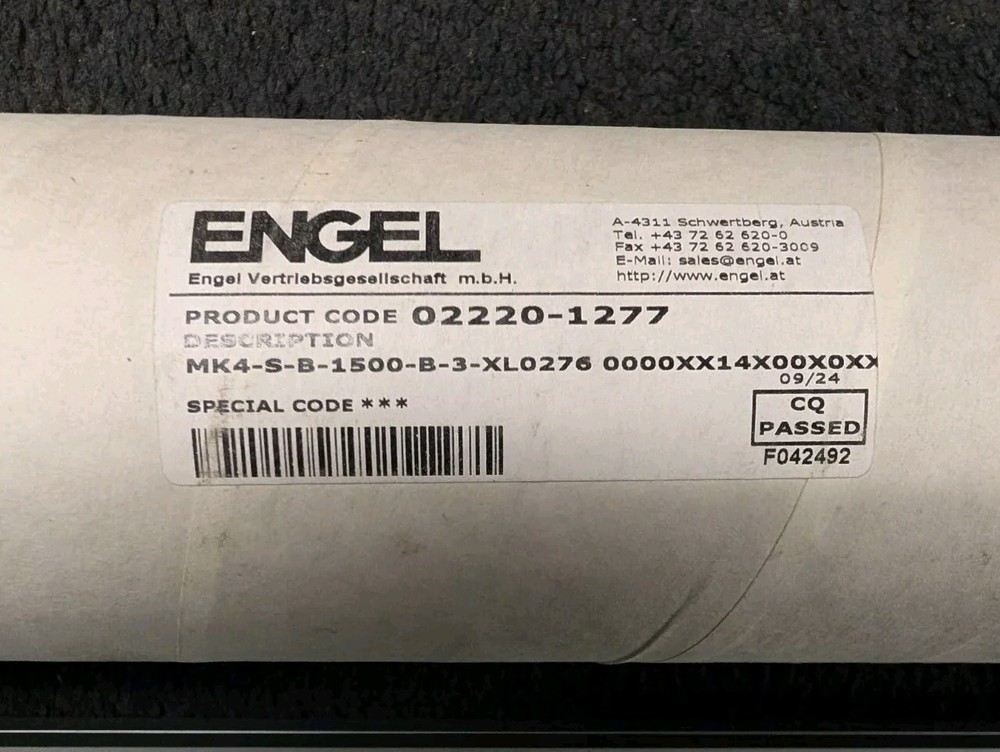 ENGEL
Engel Vertriebsgesellschaft m.b.H.
A-4311 Schwertberg, Austria
Tel. +43 72 62 620-0
Fax +43 72 62 620-3009
E-Mail: sales@engel.at
http://www.engel.at
PRODUCT CODE 02220-1277
DESCRIPTION
MK4-S-B-1500-B-3-XL0276 0000XX14X00X0XX
09/24
SPECIAL CODE ***
CQ
PASSED
F042492